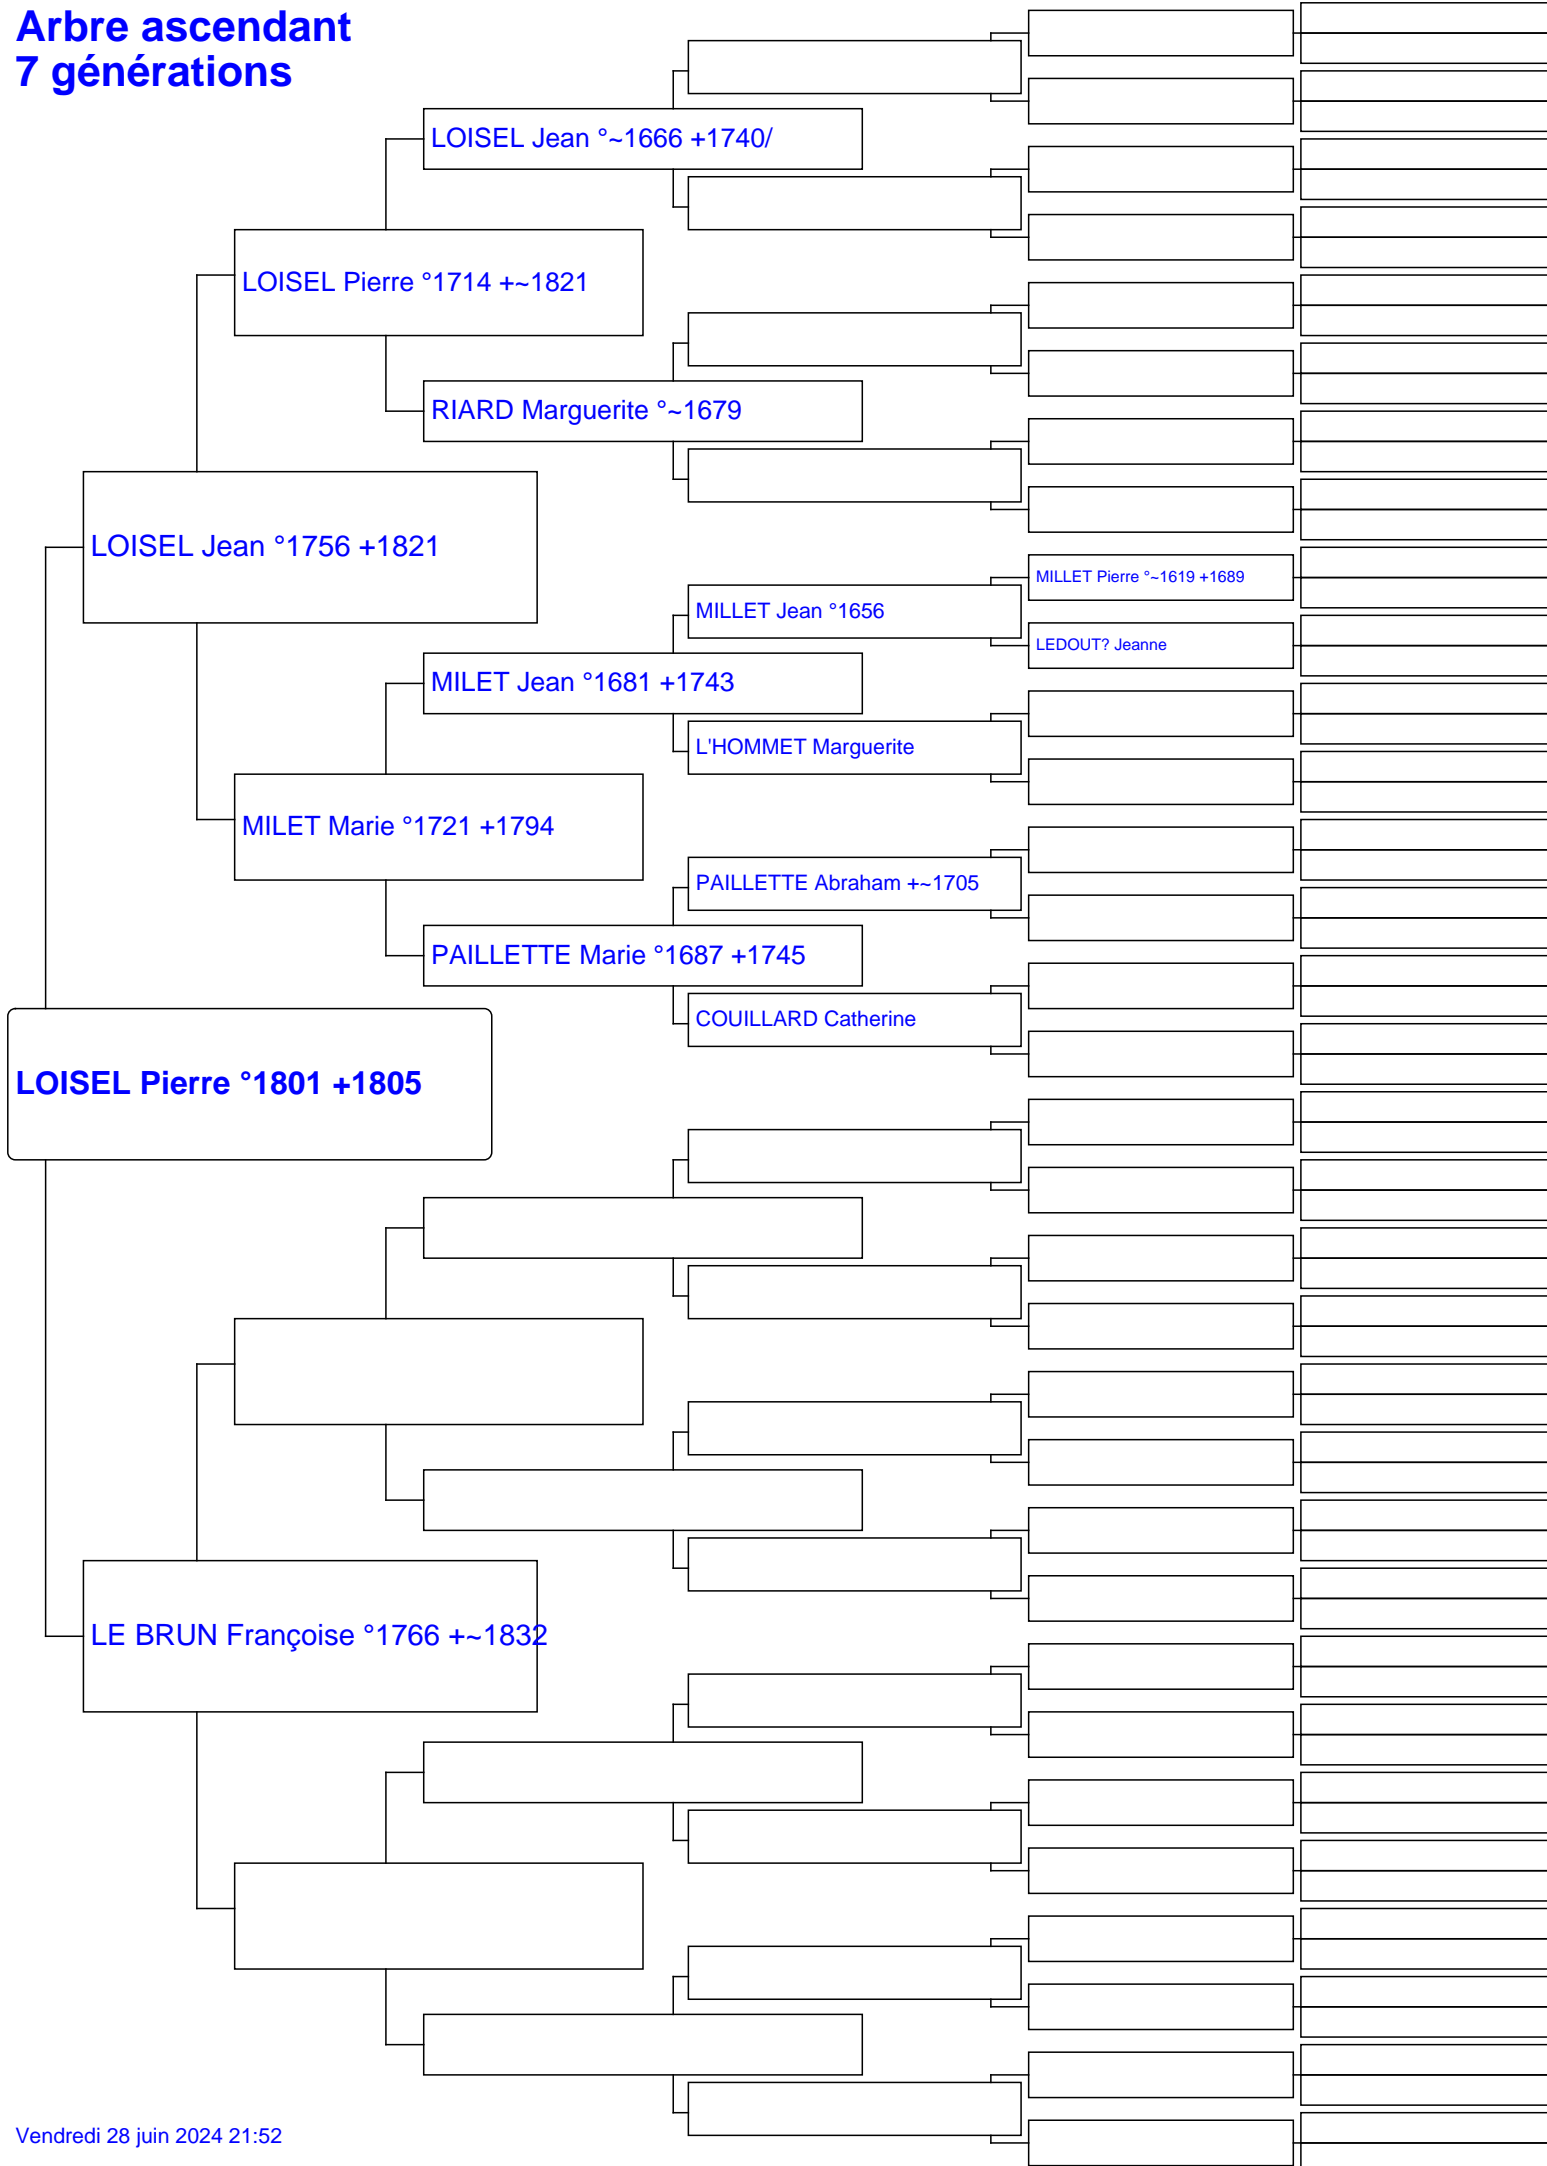 Arbre ascendant
7 générations
LOISEL Jean °~1666 +1740/
LOISEL Pierre °1714 +~1821
RIARD Marguerite °~1679
LOISEL Jean °1756 +1821
MILLET Pierre °~1619 +1689
MILLET Jean °1656
LEDOUT? Jeanne
MILET Jean °1681 +1743
L'HOMMET Marguerite
MILET Marie °1721 +1794
PAILLETTE Abraham +~1705
PAILLETTE Marie °1687 +1745
COUILLARD Catherine
LOISEL Pierre °1801 +1805
LE BRUN Françoise °1766 +~1832
Vendredi 28 juin 2024 21:52